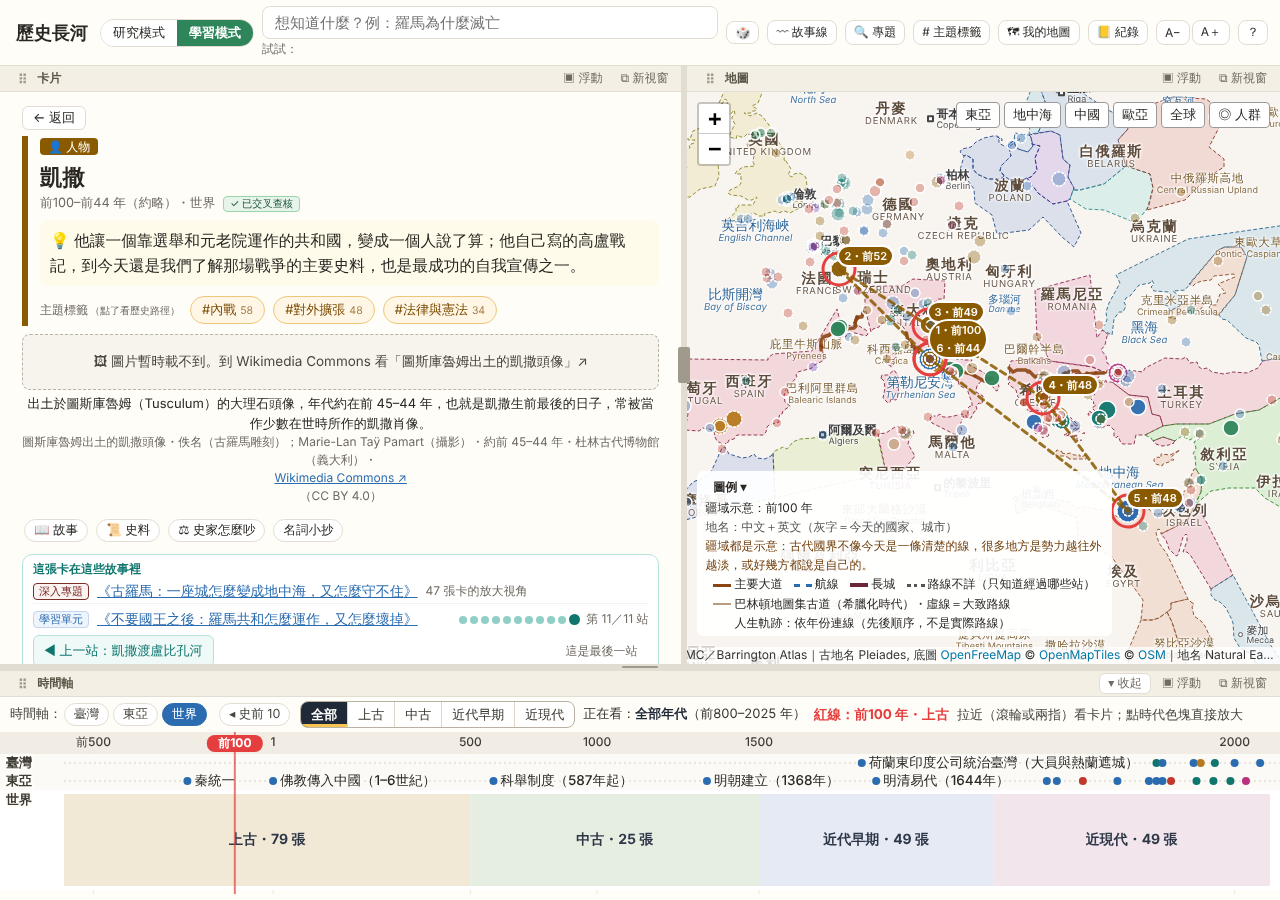 歷史長河
研究模式 學習模式
想知道什麼？例：羅馬為什麼滅亡
試試：
故事線 專題 # 主題標籤 我的地圖 紀錄 A− A＋ ?
卡片 浮動 新視窗
← 返回
人物
凱撒
前100–前44 年（約略）・世界 ✓ 已交叉查核
他讓一個靠選舉和元老院運作的共和國，變成一個人說了算；他自己寫的高盧戰
記，到今天還是我們了解那場戰爭的主要史料，也是最成功的自我宣傳之一。
主題標籤（點了看歷史路徑） #內戰 58 #對外擴張 48 #法律與憲法 34
圖片暫時載不到。到 Wikimedia Commons 看「圖斯庫魯姆出土的凱撒頭像」↗
出土於圖斯庫魯姆（Tusculum）的大理石頭像，年代約在前 45–44 年，也就是凱撒生前最後的日子，常被當
作少數在世時所作的凱撒肖像。
圖斯庫魯姆出土的凱撒頭像・佚名（古羅馬雕刻）；Marie-Lan Taÿ Pamart（攝影）・約前 45–44 年・杜林古代博物館
（義大利）・
Wikimedia Commons ↗
（CC BY 4.0）
故事 史料 史家怎麼吵 名詞小抄
這張卡在這些故事裡
深入專題 《古羅馬：一座城怎麼變成地中海，又怎麼守不住》 47 張卡的放大視角
學習單元 《不要國王之後：羅馬共和怎麼運作，又怎麼壞掉》 第 11／11 站
◀ 上一站：凱撒渡盧比孔河 這是最後一站
地圖 浮動 新視窗
+
−
東亞 地中海 中國 歐亞 全球 ◎ 人群
North Sea
丹麥
DENMARK
Riga
白俄羅斯
BELARUS
中俄羅斯高地
Central Russian Upland
倫敦
柏林
Berlin
波蘭
POLAND
德國
GERMANY
英吉利海峽
English Channel
捷克
CZECH REPUBLIC
烏克蘭
UKRAINE
2・前52
奧地利
AUSTRIA
匈牙利
HUNGARY
瑞士
法國
羅馬尼亞
ROMANIA
多瑙河
Danube
比斯開灣
Bay of Biscay
克里米亞半島
Crimean Peninsula
黑海
Black Sea
3・前49
1・前100
6・前44
庇里牛斯山脈
Pyrenees
巴爾幹半島
Balkans
西班牙
SPAIN
巴利阿里群島
Balearic Islands
第勒尼安海
Tyrrhenian Sea
4・前48
土耳其
TURKEY
阿爾及爾
Algiers
馬爾他
MALTA
敘利亞
SYRIA
地中海
5・前48
ISRAEL
圖例 ▾
疆域示意：前100 年
地名：中文＋英文（灰字＝今天的國家、城市）
疆域都是示意：古代國界不像今天是一條清楚的線，很多地方是勢力越往外
越淡，或好幾方都說是自己的。
主要大道 航線 長城 路線不詳（只知道經過哪些站）
巴林頓地圖集古道（希臘化時代）・虛線＝大致路線
人生軌跡：依年份連線（先後順序，不是實際路線）
麥加
Mecca
Tibesti Mountains
Barrington Atlas｜古地名 Pleiades, 底圖 OpenFreeMap © OpenMapTiles © OSM｜地名 Natural Ea…
時間軸 ▾ 收起 浮動 新視窗
時間軸： 臺灣 東亞 世界 ◂ 史前 10 全部 上古 中古 近代早期 近現代 正在看：全部年代（前800–2025 年） 紅線：前100 年・上古 拉近（滾輪或兩指）看卡片；點時代色塊直接放大
前500 前100 1 500 1000 1500 2000
臺灣 荷蘭東印度公司統治臺灣（大員與熱蘭遮城）
東亞 秦統一 佛教傳入中國（1–6世紀） 科舉制度（587年起） 明朝建立（1368年） 明清易代（1644年）
世界
上古・79 張 中古・25 張 近代早期・49 張 近現代・49 張